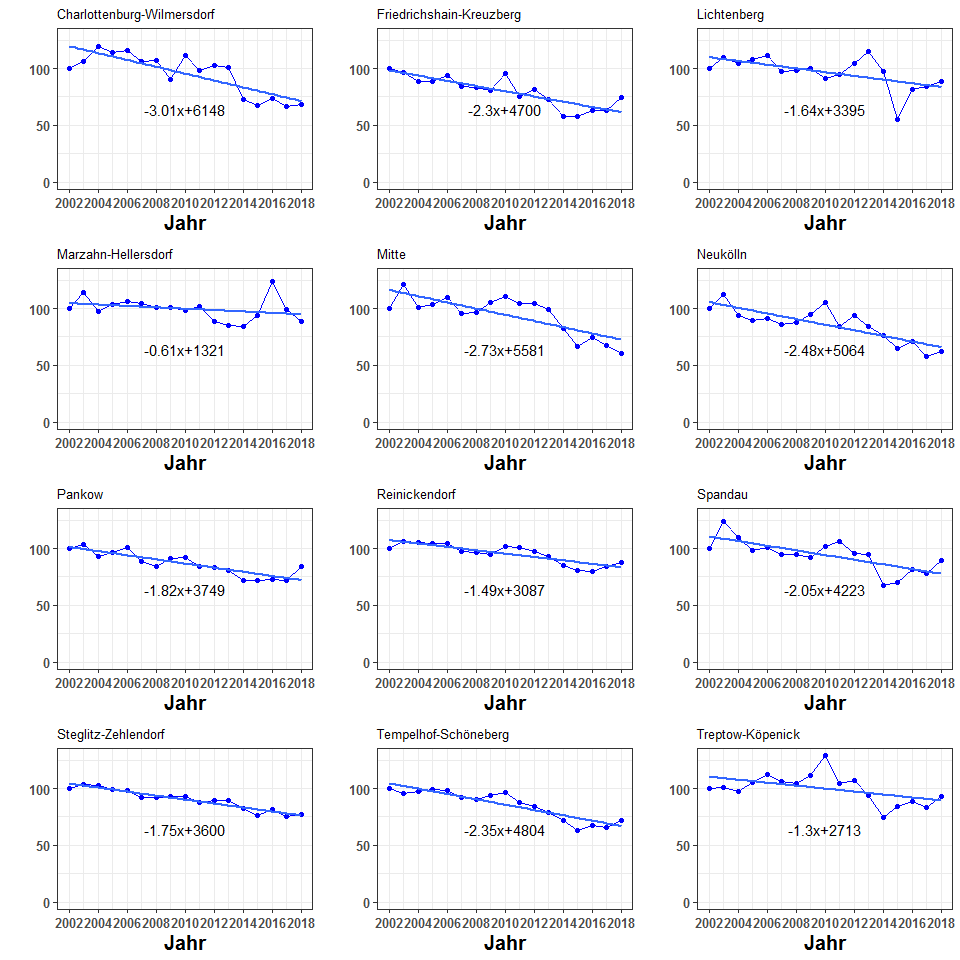 Charlottenburg-Wilmersdorf
100
50
0
-3.01x+6148
2002 2004 2006 2008 2010 2012 2014 2016 2018
Jahr
Friedrichshain-Kreuzberg
100
50
0
-2.3x+4700
2002 2004 2006 2008 2010 2012 2014 2016 2018
Jahr
Lichtenberg
100
50
0
-1.64x+3395
2002 2004 2006 2008 2010 2012 2014 2016 2018
Jahr
Marzahn-Hellersdorf
100
50
0
-0.61x+1321
2002 2004 2006 2008 2010 2012 2014 2016 2018
Jahr
Mitte
100
50
0
-2.73x+5581
2002 2004 2006 2008 2010 2012 2014 2016 2018
Jahr
Neukölln
100
50
0
-2.48x+5064
2002 2004 2006 2008 2010 2012 2014 2016 2018
Jahr
Pankow
100
50
0
-1.82x+3749
2002 2004 2006 2008 2010 2012 2014 2016 2018
Jahr
Reinickendorf
100
50
0
-1.49x+3087
2002 2004 2006 2008 2010 2012 2014 2016 2018
Jahr
Spandau
100
50
0
-2.05x+4223
2002 2004 2006 2008 2010 2012 2014 2016 2018
Jahr
Steglitz-Zehlendorf
100
50
0
-1.75x+3600
2002 2004 2006 2008 2010 2012 2014 2016 2018
Jahr
Tempelhof-Schöneberg
100
50
0
-2.35x+4804
2002 2004 2006 2008 2010 2012 2014 2016 2018
Jahr
Treptow-Köpenick
100
50
0
-1.3x+2713
2002 2004 2006 2008 2010 2012 2014 2016 2018
Jahr